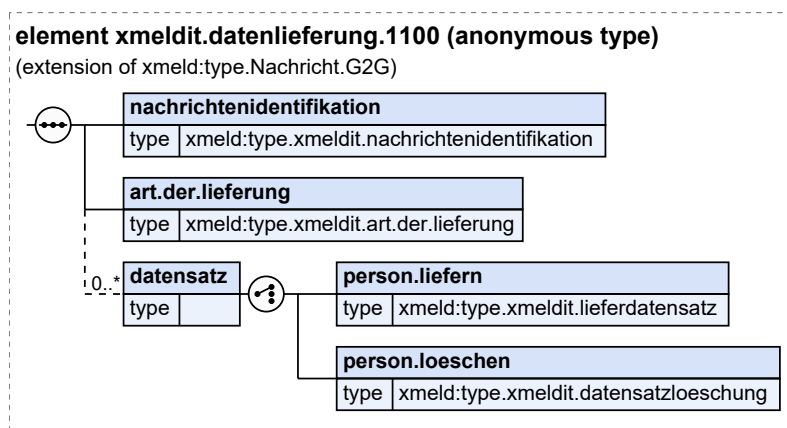 element xmeldit.datenlieferung.1100 (anonymous type)
(extension of xmeld:type.Nachricht.G2G)
nachrichtenidentifikation
type xmeld:type.xmeldit.nachrichtenidentifikation
art.der.lieferung
type xmeld:type.xmeldit.art.der.lieferung
0..*
datensatz
type
person.liefern
type xmeld:type.xmeldit.lieferdatensatz
person.loeschen
type xmeld:type.xmeldit.datensatzloeschung